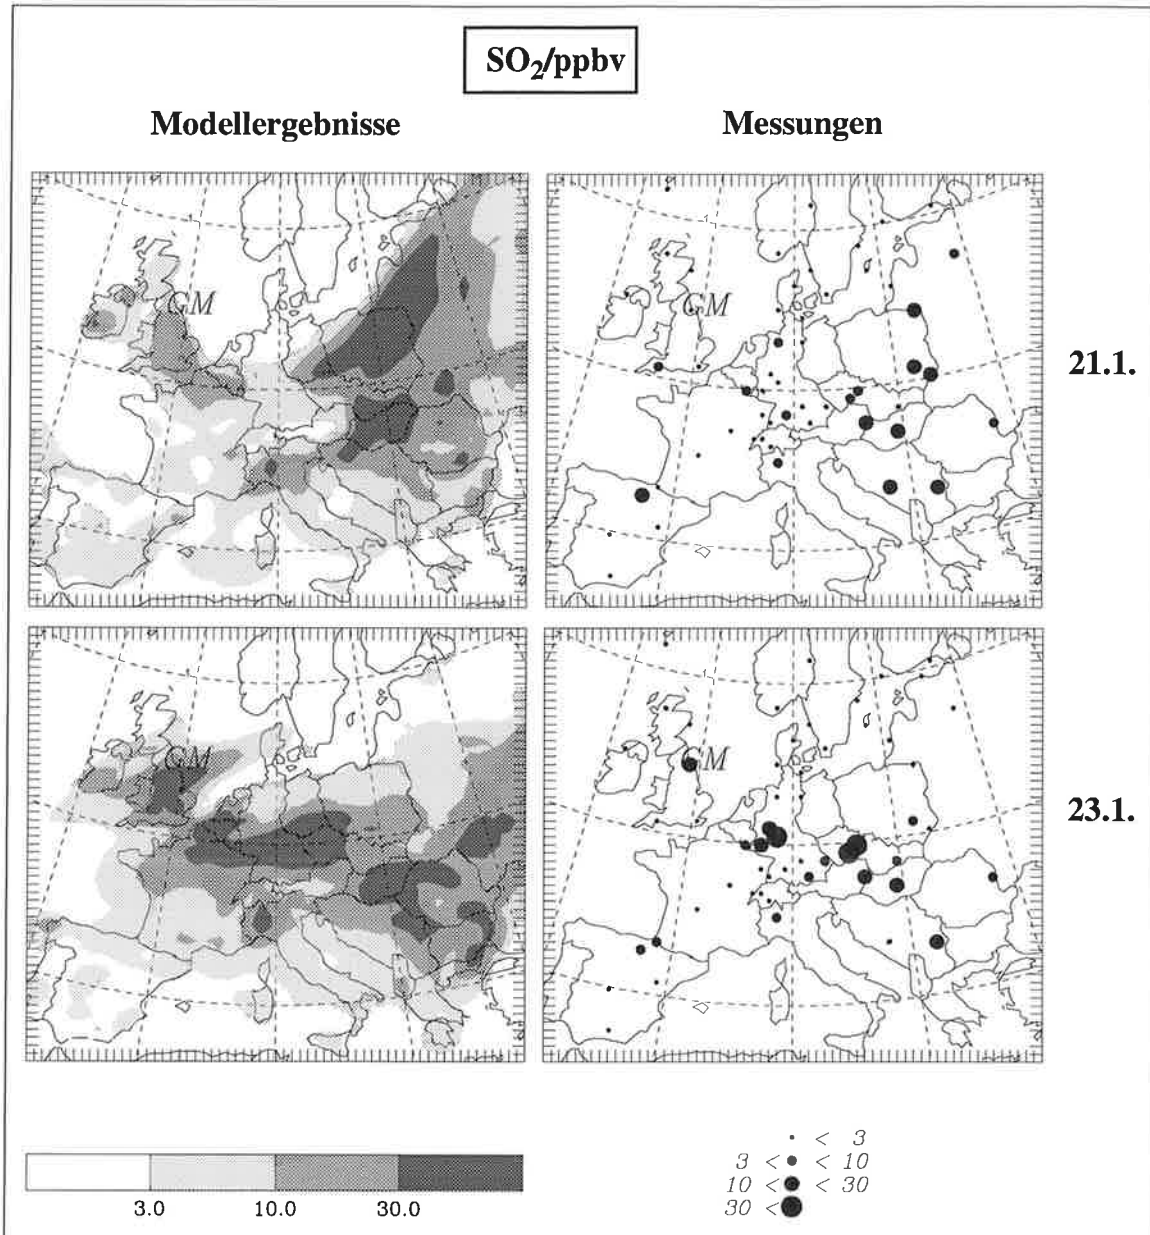 SO2/ppbv
Modellergebnisse
Messungen
GM
GM
21.1.
GM
GM
23.1.
3.0 10.0 30.0
< 3
3 < < 10
10 < < 30
30 <